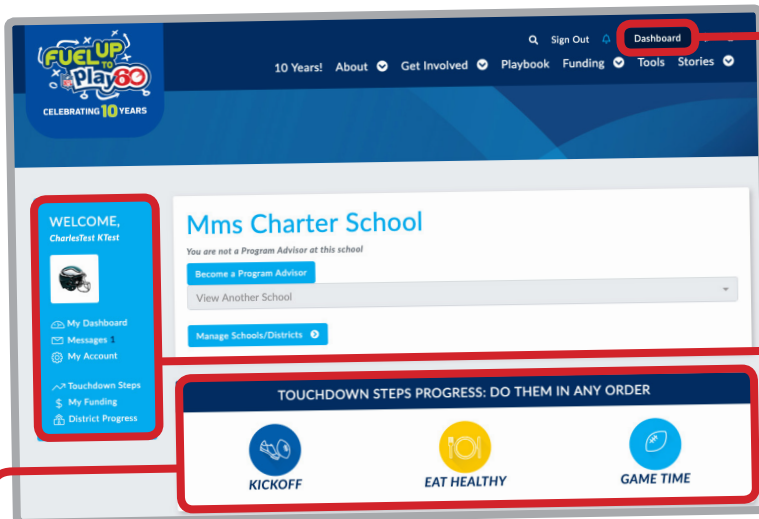 FUEL UP
TO
Play 60
CELEBRATING 10 YEARS
Sign Out
Dashboard
10 Years! About Get Involved Playbook Funding Tools Stories
WELCOME,
CharlesTest KTest
My Dashboard
Messages 1
My Account
Touchdown Steps
My Funding
District Progress
Mms Charter School
You are not a Program Advisor at this school
Become a Program Advisor
View Another School
Manage Schools/Districts
TOUCHDOWN STEPS PROGRESS: DO THEM IN ANY ORDER
KICKOFF
EAT HEALTHY
GAME TIME